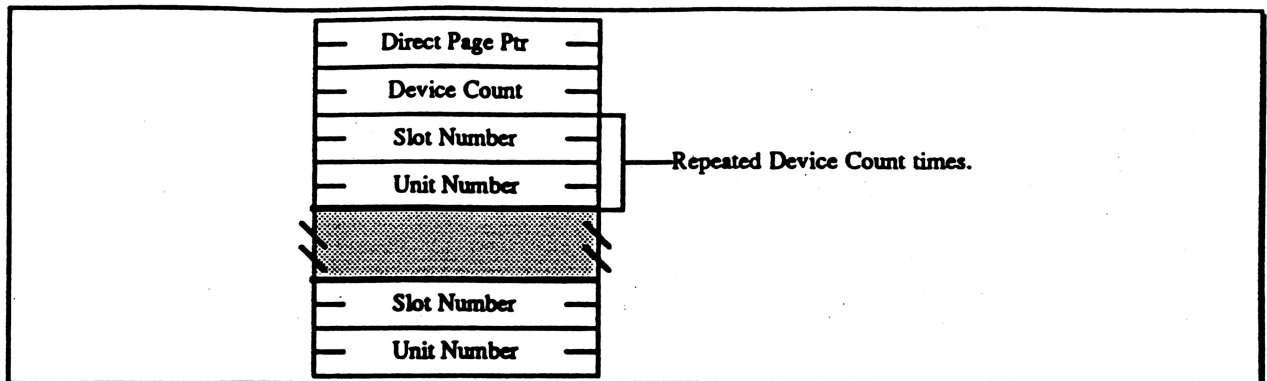 Direct Page Ptr
Device Count
Slot Number
Unit Number
Repeated Device Count times.
Slot Number
Unit Number